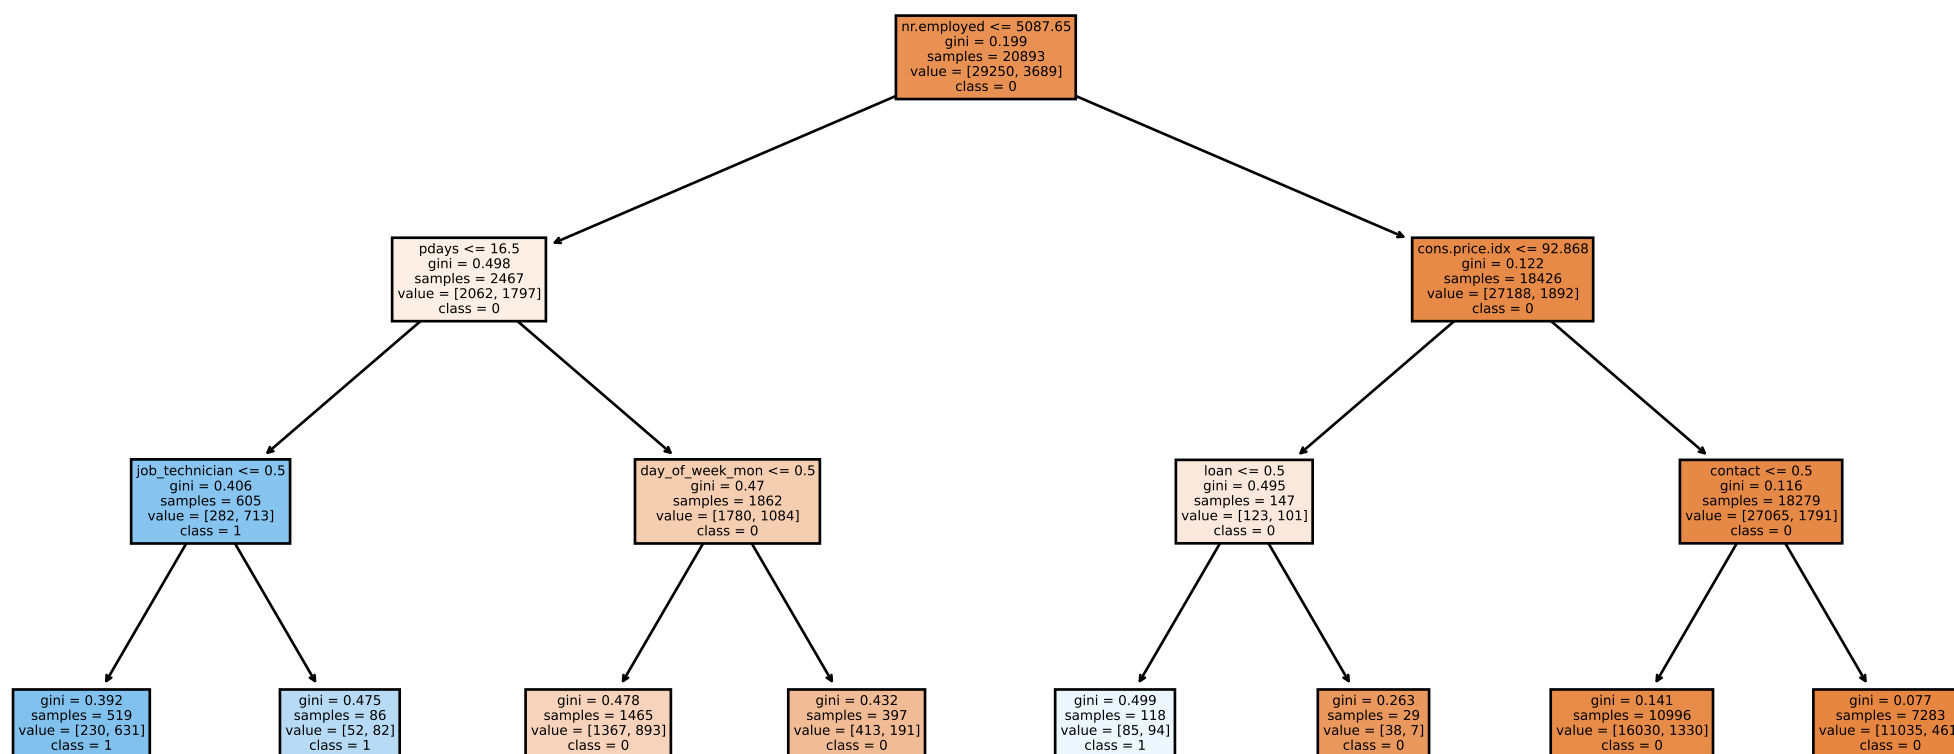 nr.employed <= 5087.65
gini = 0.199
samples = 20893
value = [29250, 3689]
class = 0
pdays <= 16.5
gini = 0.498
samples = 2467
value = [2062, 1797]
class = 0
cons.price.idx <= 92.868
gini = 0.122
samples = 18426
value = [27188, 1892]
class = 0
job_technician <= 0.5
gini = 0.406
samples = 605
value = [282, 713]
class = 1
day_of_week_mon <= 0.5
gini = 0.47
samples = 1862
value = [1780, 1084]
class = 0
loan <= 0.5
gini = 0.495
samples = 147
value = [123, 101]
class = 0
contact <= 0.5
gini = 0.116
samples = 18279
value = [27065, 1791]
class = 0
gini = 0.392
samples = 519
value = [230, 631]
class = 1
gini = 0.475
samples = 86
value = [52, 82]
class = 1
gini = 0.478
samples = 1465
value = [1367, 893]
class = 0
gini = 0.432
samples = 397
value = [413, 191]
class = 0
gini = 0.499
samples = 118
value = [85, 94]
class = 1
gini = 0.263
samples = 29
value = [38, 7]
class = 0
gini = 0.141
samples = 10996
value = [16030, 1330]
class = 0
gini = 0.077
samples = 7283
value = [11035, 461
class = 0